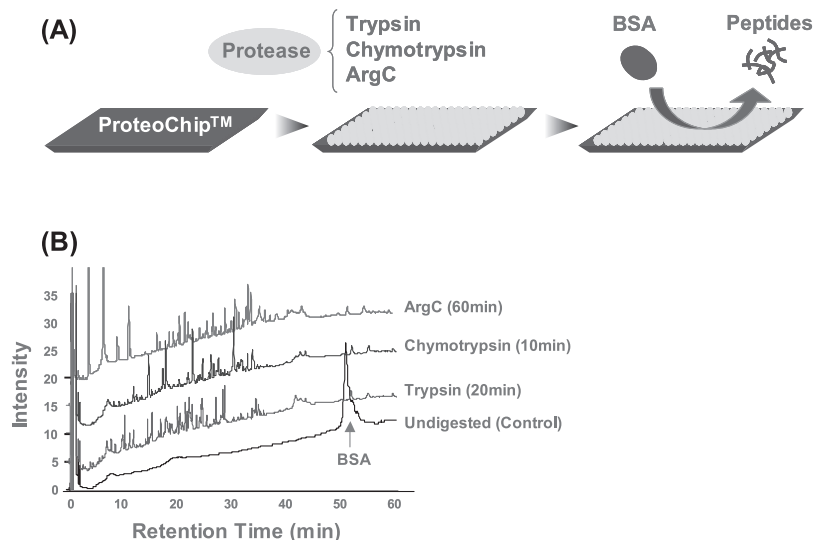 (A)
Protease
Trypsin
Chymotrypsin
ArgC
BSA
Peptides
ProteoChip™
(B)
Intensity
35
30
25
20
15
10
5
0
ArgC (60min)
Chymotrypsin (10min)
Trypsin (20min)
Undigested (Control)
BSA
0 10 20 30 40 50 60
Retention Time (min)